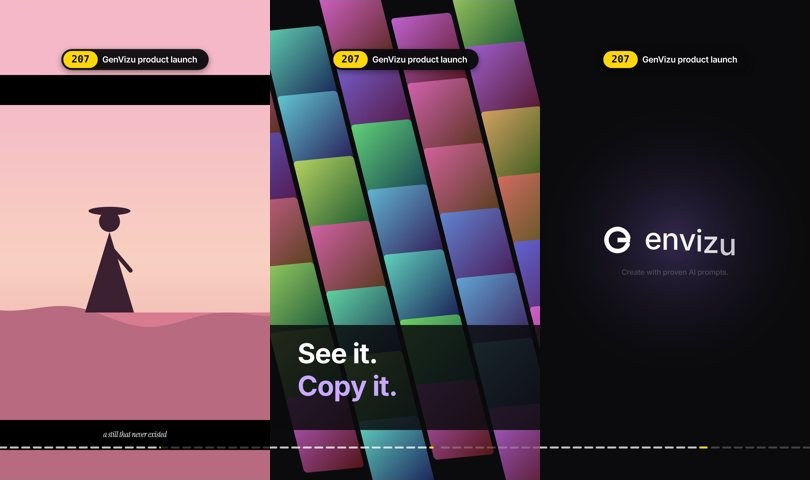 207 GenVizu product launch
a still that never existed
207 GenVizu product launch
See it.
Copy it.
207 GenVizu product launch
G envizu
Create with proven AI prompts.